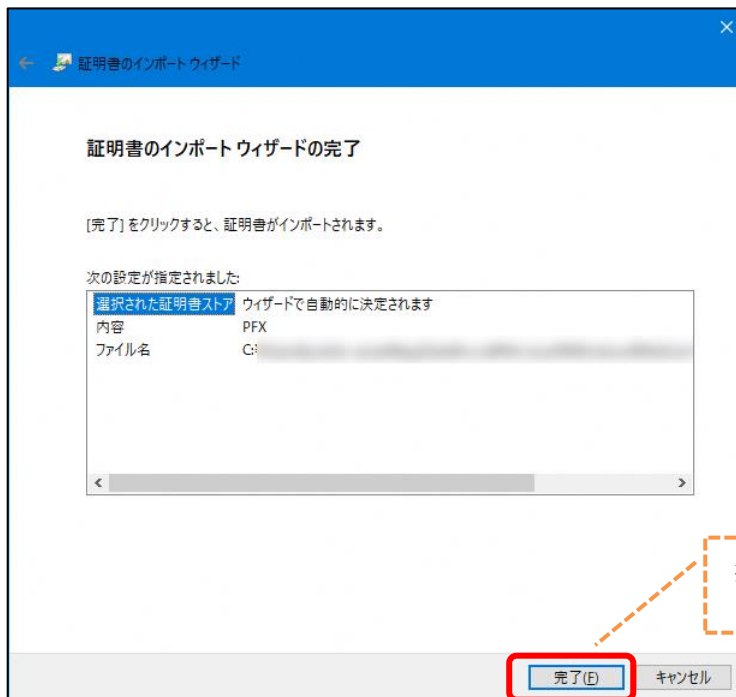 証明書のインポート ウィザード
証明書のインポート ウィザードの完了
[完了] をクリックすると、証明書がインポートされます。
次の設定が指定されました:
選択された証明書ストア ウィザードで自動的に決定されます
内容 PFX
ファイル名 C:\
完了(F) キャンセル